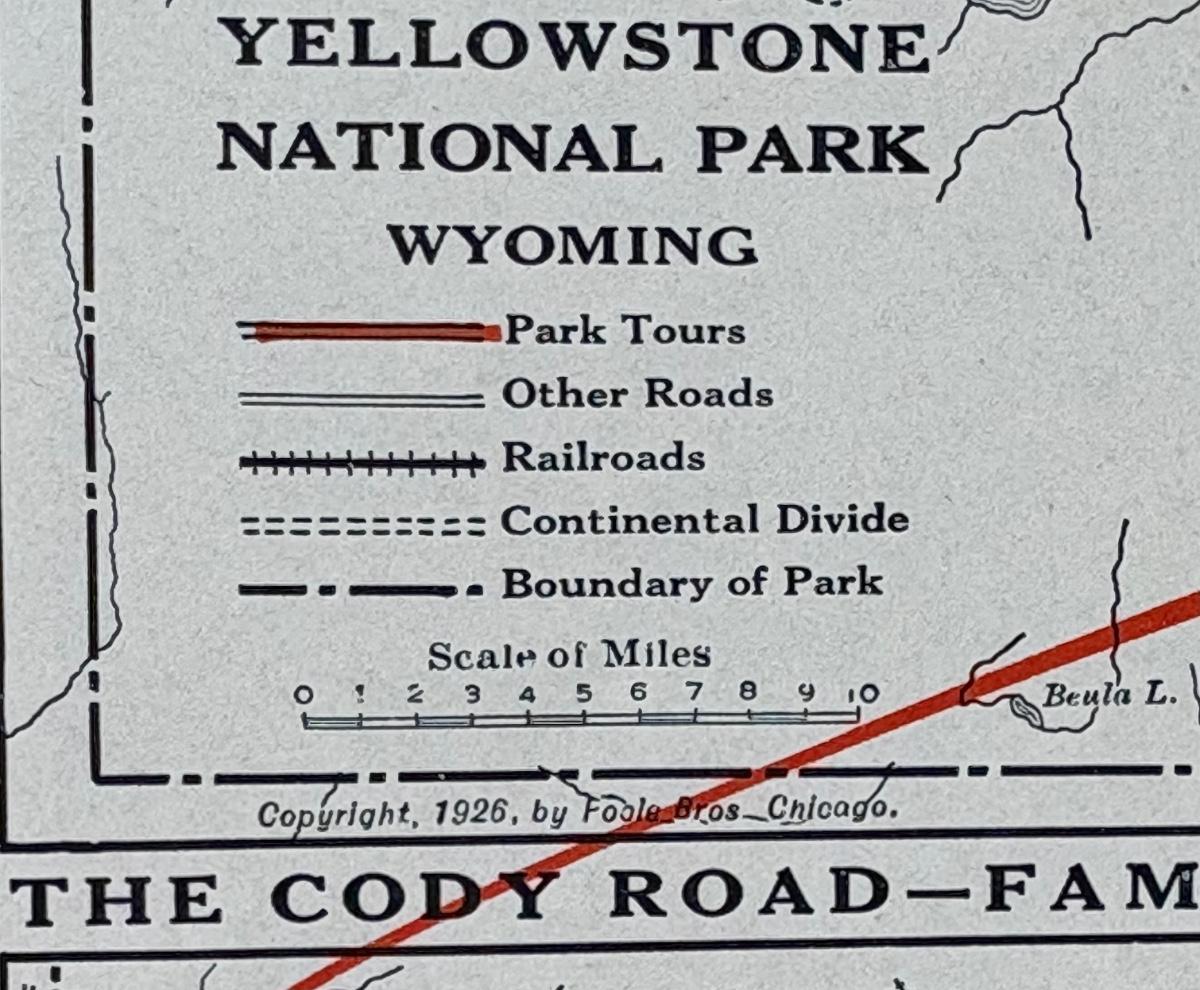 YELLOWSTONE
NATIONAL PARK
WYOMING
Park Tours
Other Roads
Railroads
Continental Divide
Boundary of Park
Scale of Miles
0 1 2 3 4 5 6 7 8 9 10
Beula L.
Copyright, 1926, by Poole Bros. Chicago.
THE CODY ROAD—FAM